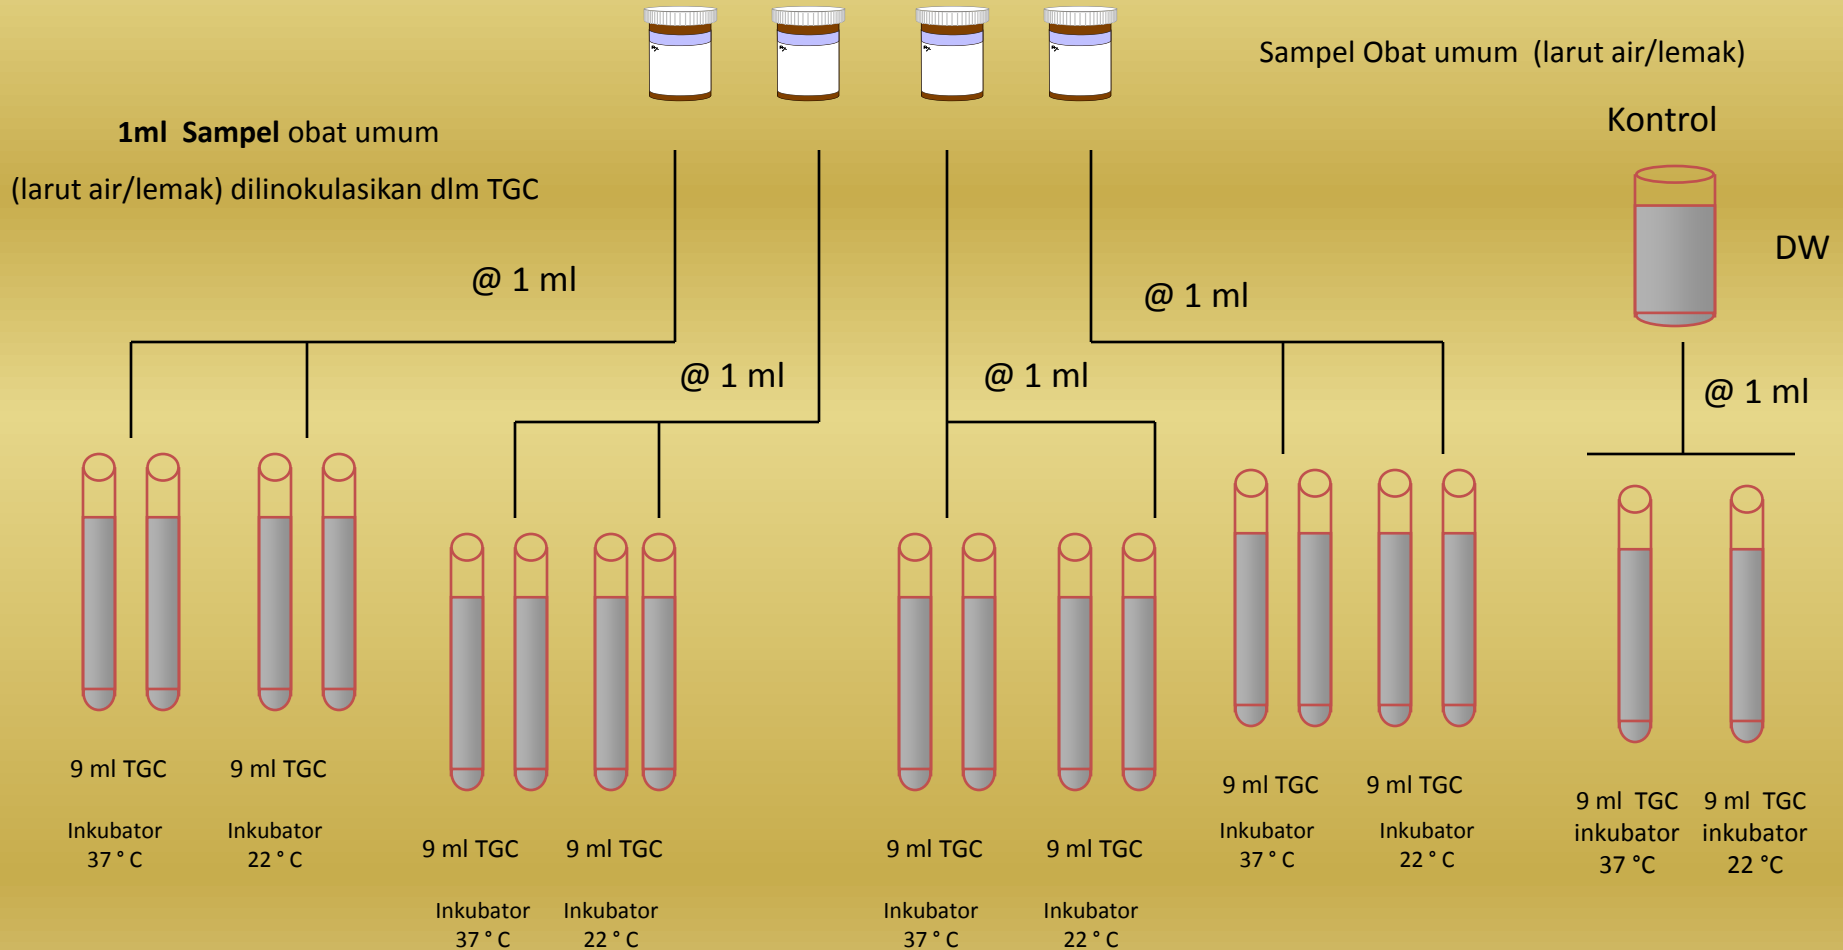 Sampel Obat umum (larut air/lemak)
1ml Sampel obat umum
(larut air/lemak) dilinokulasikan dlm TGC
Kontrol
DW
@ 1 ml
@ 1 ml
@ 1 ml
@ 1 ml
@ 1 ml
9 ml TGC
Inkubator
37 ° C
9 ml TGC
Inkubator
22 ° C
9 ml TGC
Inkubator
37 ° C
9 ml TGC
Inkubator
22 ° C
9 ml TGC
Inkubator
37 ° C
9 ml TGC
Inkubator
22 ° C
9 ml TGC
Inkubator
37 ° C
9 ml TGC
Inkubator
22 ° C
9 ml TGC
inkubator
37 °C
9 ml TGC
inkubator
22 °C